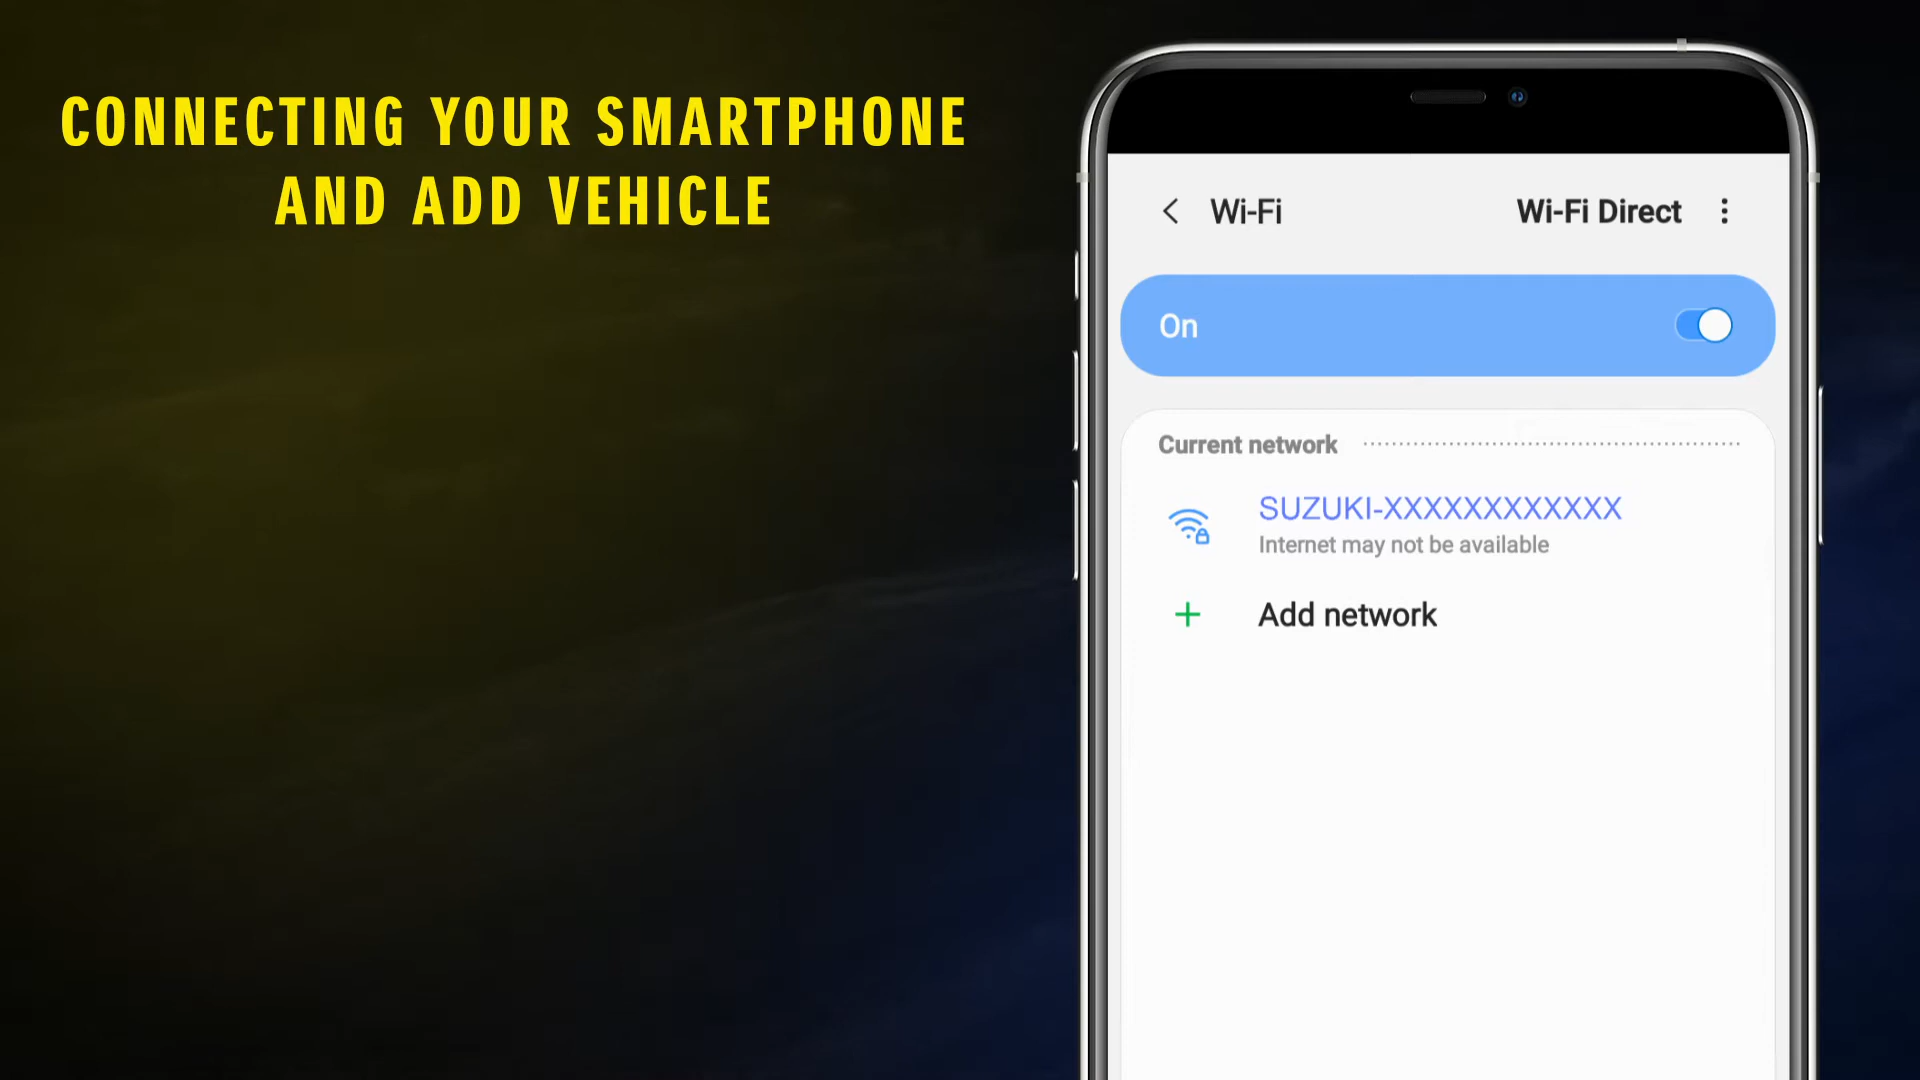 CONNECTING YOUR SMARTPHONE
AND ADD VEHICLE
Wi-Fi
Wi-Fi Direct
On
Current network
SUZUKI-XXXXXXXXXXXX
Internet may not be available
Add network